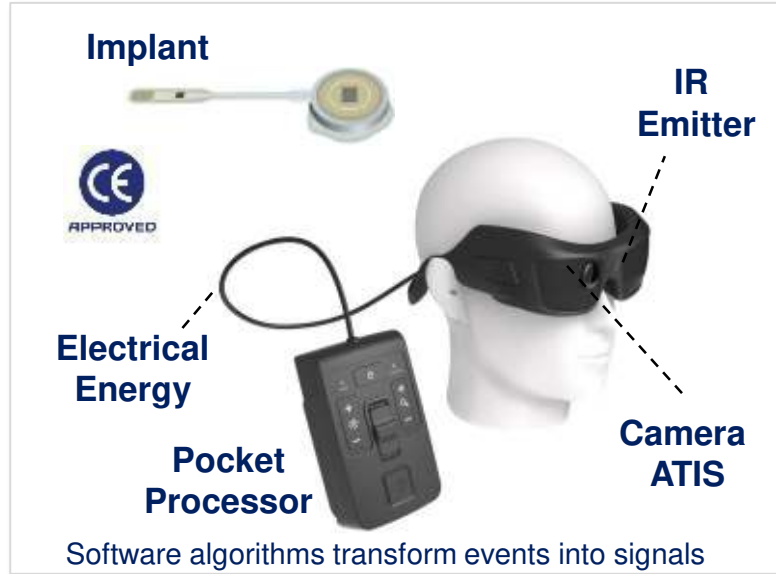 Implant
IR
Emitter
CE
APPROVED
Electrical
Energy
Camera
ATIS
Pocket
Processor
Software algorithms transform events into signals